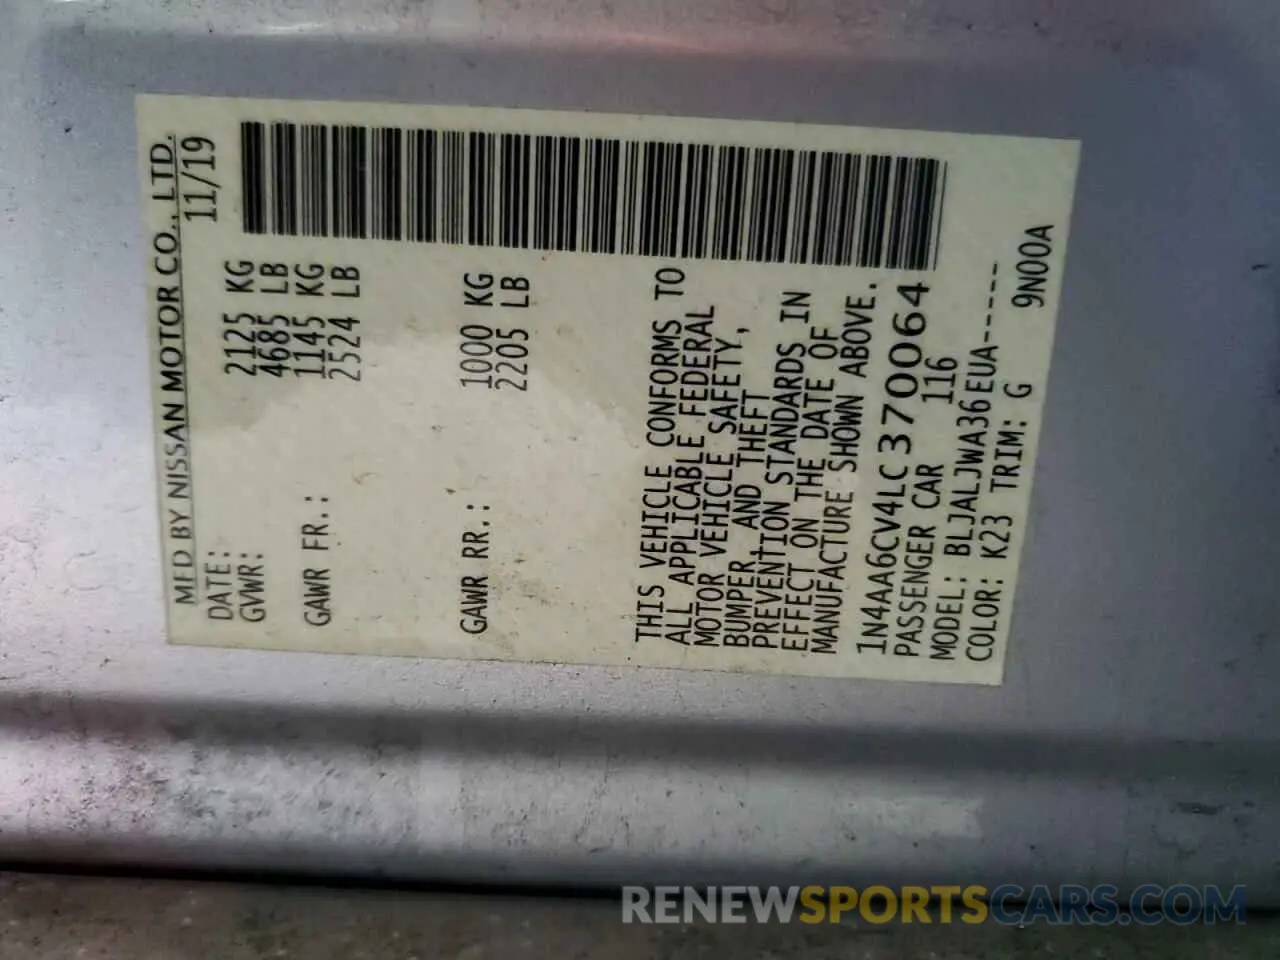 MFD BY NISSAN MOTOR CO., LTD.
DATE: 11/19
GVWR: 2125 KG
4685 LB
GAWR FR.: 1145 KG
2524 LB
GAWR RR.: 1000 KG
2205 LB
THIS VEHICLE CONFORMS TO
ALL APPLICABLE FEDERAL
MOTOR VEHICLE SAFETY,
BUMPER, AND THEFT
PREVENTION STANDARDS IN
EFFECT ON THE DATE OF
MANUFACTURE SHOWN ABOVE.
1N4AA6CV4LC370064
PASSENGER CAR 116
MODEL: BLJALJWA36EUA------
COLOR: K23 TRIM: G 9N00A
RENEWSPORTSCARS.COM